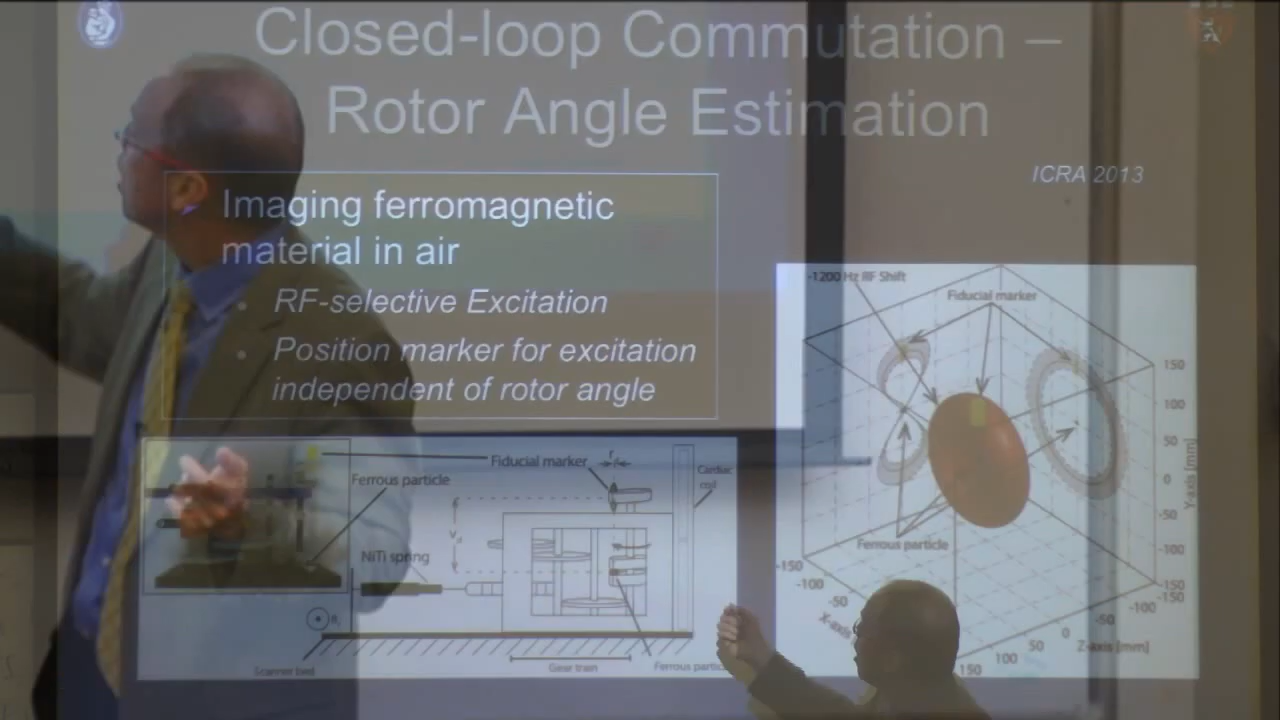 Closed-loop Commutation –
Rotor Angle Estimation
ICRA 2013
Imaging ferromagnetic
material in air
• RF-selective Excitation
• Position marker for excitation
independent of rotor angle
-1200 Hz RF Shift
Fiducial marker
150
100
50
0
-50
-100
-150
Y-axis [mm]
Ferrous particle
-150
-100
-50
X-axis
150
100
50
0
-50
-100
-150
Z-axis [mm]
Fiducial marker
r
Cardiac
coil
Ferrous particle
NiTi spring
Scanner bed
Gear train
Ferrous